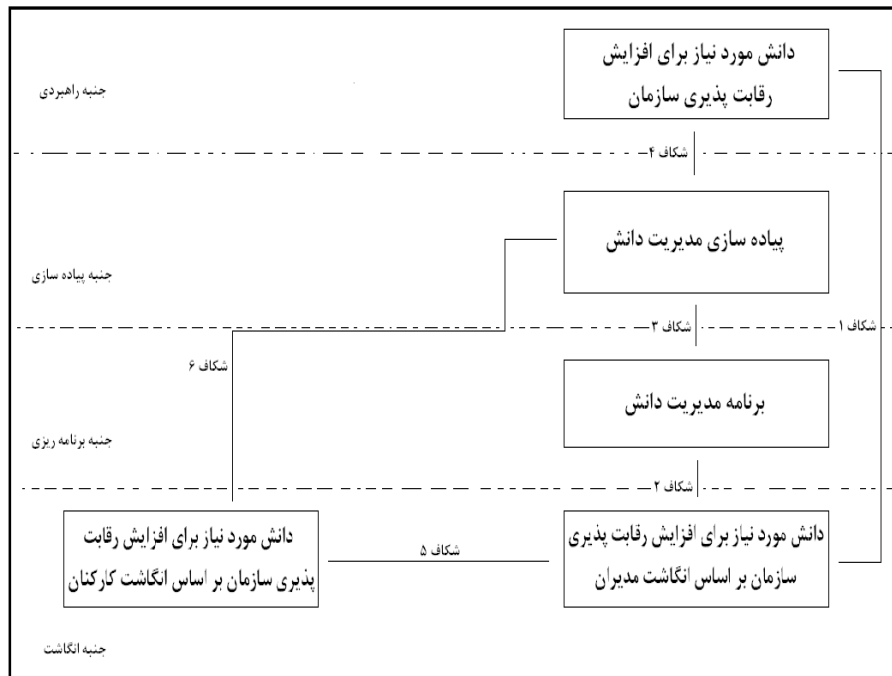 دانش مورد نیاز برای افزایش
رقابت پذیری سازمان
جنبه راهبردی
شکاف ۴
پیاده سازی مدیریت دانش
جنبه پیاده سازی
شکاف ۱
شکاف ۳
شکاف ۶
برنامه مدیریت دانش
جنبه برنامه ریزی
شکاف ۲
دانش مورد نیاز برای افزایش رقابت پذیری
سازمان بر اساس انگاشت مدیران
شکاف ۵
دانش مورد نیاز برای افزایش رقابت
پذیری سازمان بر اساس انگاشت کارکنان
جنبه انگاشت